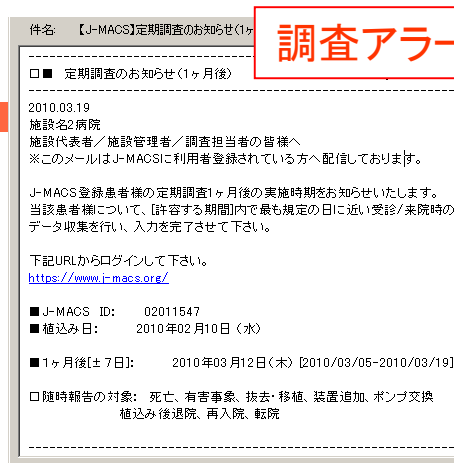 件名: 【J-MACS】定期調査のお知らせ(1ヶ
調査アラー
□■ 定期調査のお知らせ(1ヶ月後)
2010.03.19
施設名2病院
施設代表者／施設管理者／調査担当者の皆様へ
※このメールはJ-MACSに利用者登録されている方へ配信しております。
J-MACS登録患者様の定期調査1ヶ月後の実施時期をお知らせいたします。
当該患者様について、[許容する期間]内で最も規定の日に近い受診/来院時の
データ収集を行い、入力を完了させて下さい。
下記URLからログインして下さい。
https://www.j-macs.org/
■J-MACS ID: 02011547
■植込み日: 2010年02月10日（水）
■1ヶ月後[±7日]: 2010年03月12日(木) [2010/03/05-2010/03/19]
□随時報告の対象: 死亡、有害事象、抜去・移植、装置追加、ポンプ交換
植込み後退院、再入院、転院